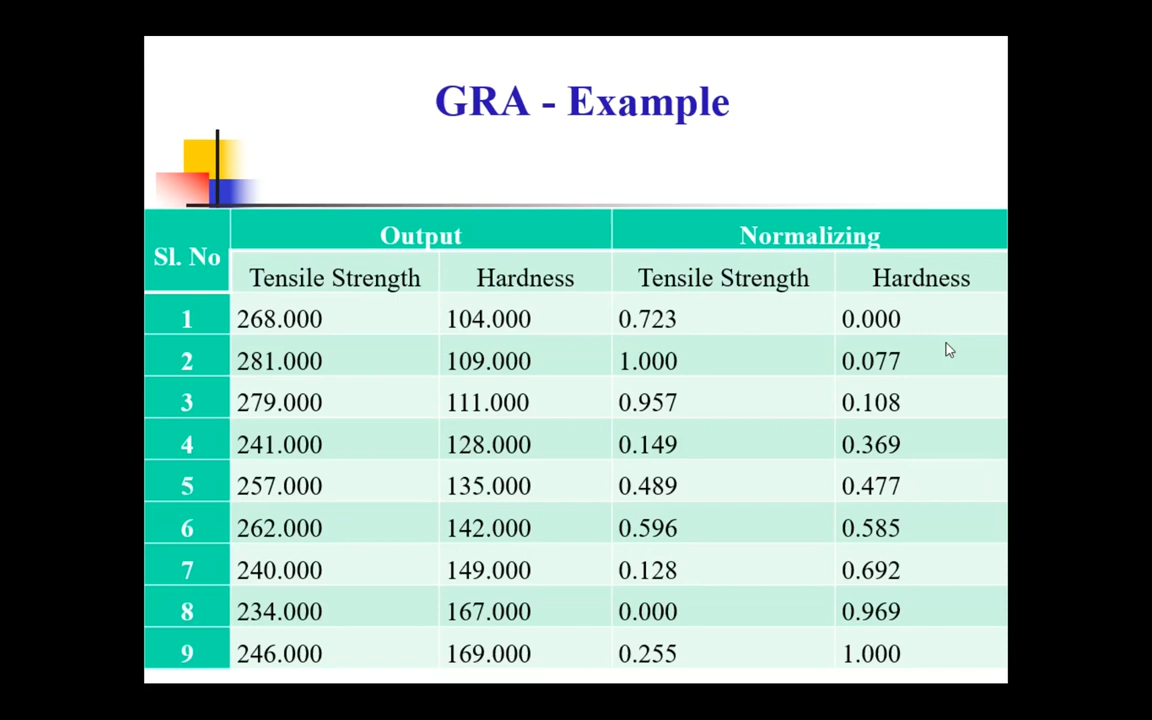 GRA - Example
Sl. No Output Normalizing
Tensile Strength Hardness Tensile Strength Hardness
1 268.000 104.000 0.723 0.000
2 281.000 109.000 1.000 0.077
3 279.000 111.000 0.957 0.108
4 241.000 128.000 0.149 0.369
5 257.000 135.000 0.489 0.477
6 262.000 142.000 0.596 0.585
7 240.000 149.000 0.128 0.692
8 234.000 167.000 0.000 0.969
9 246.000 169.000 0.255 1.000